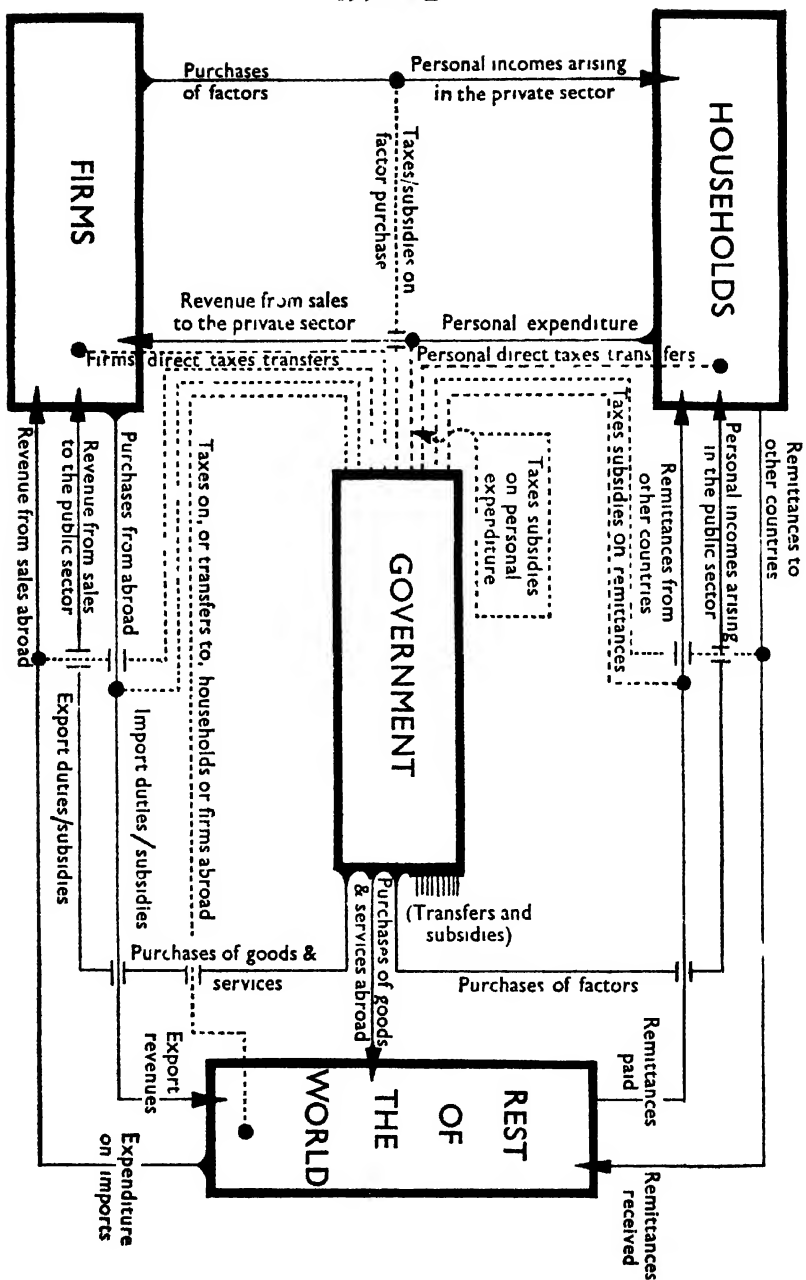 FIRMS
HOUSEHOLDS
Purchases
of factors
Personal incomes arising
in the private sector
Taxes/subsidies on
factor purchase
Revenue from sales
to the private sector
Personal expenditure
Firms direct taxes transfers
Personal direct taxes transfers
Revenue from sales abroad
Revenue from sales
to the public sector
Purchases from abroad
Taxes on, or transfers to, households or firms abroad
Taxes subsidies
on personal
expenditure
Taxes subsidies on remittances
Remittances from
other countries
Personal incomes arising
in the public sector
Remittances to
other countries
GOVERNMENT
Export duties/subsidies
Import duties/subsidies
(Transfers and
subsidies)
Purchases of goods &
services
Purchases of goods
& services abroad
Purchases of factors
Export
revenues
Expenditure
on imports
REST
OF
THE
WORLD
Remittances
paid
Remittances
received